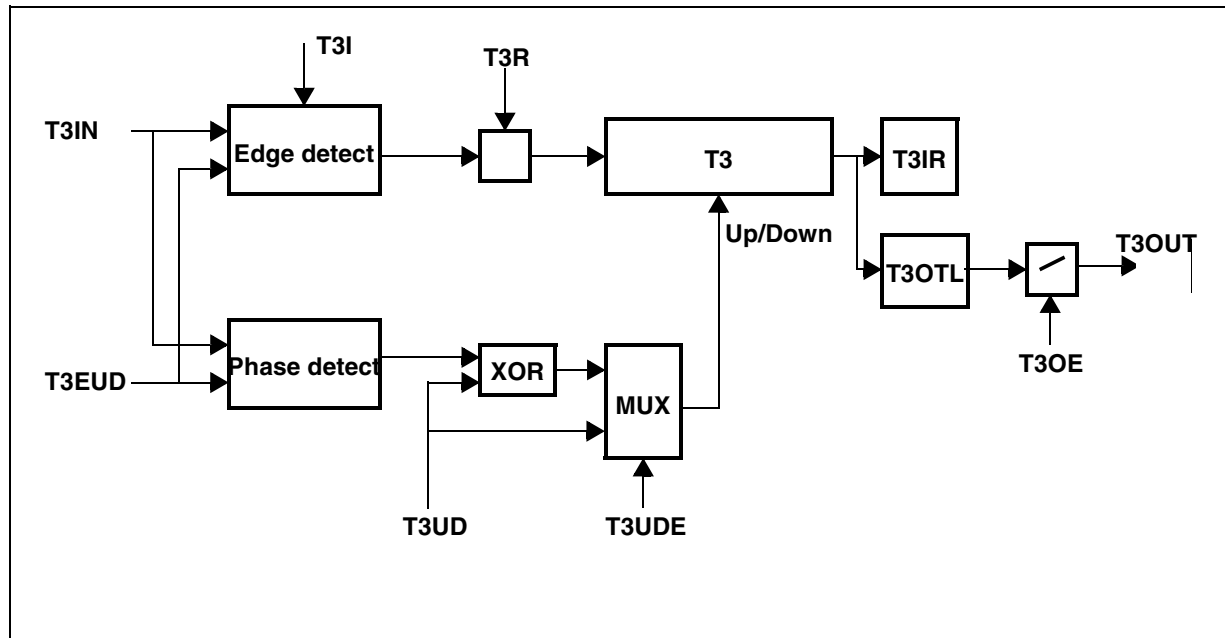 T3I
T3R
T3IN
Edge detect
T3
T3IR
Up/Down
T3OTL
T3OUT
T3EUD
Phase detect
XOR
MUX
T3OE
T3UD
T3UDE